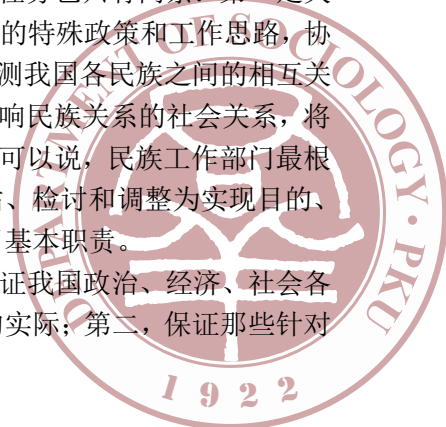 的特殊政策和工作思路，协
测我国各民族之间的相互关
响民族关系的社会关系，将
可以说，民族工作部门最根
、检讨和调整为实现目的、
基本职责。
证我国政治、经济、社会各
实际；第二，保证那些针对
DEPARTMENT OF SOCIOLOGY · PKU
1922